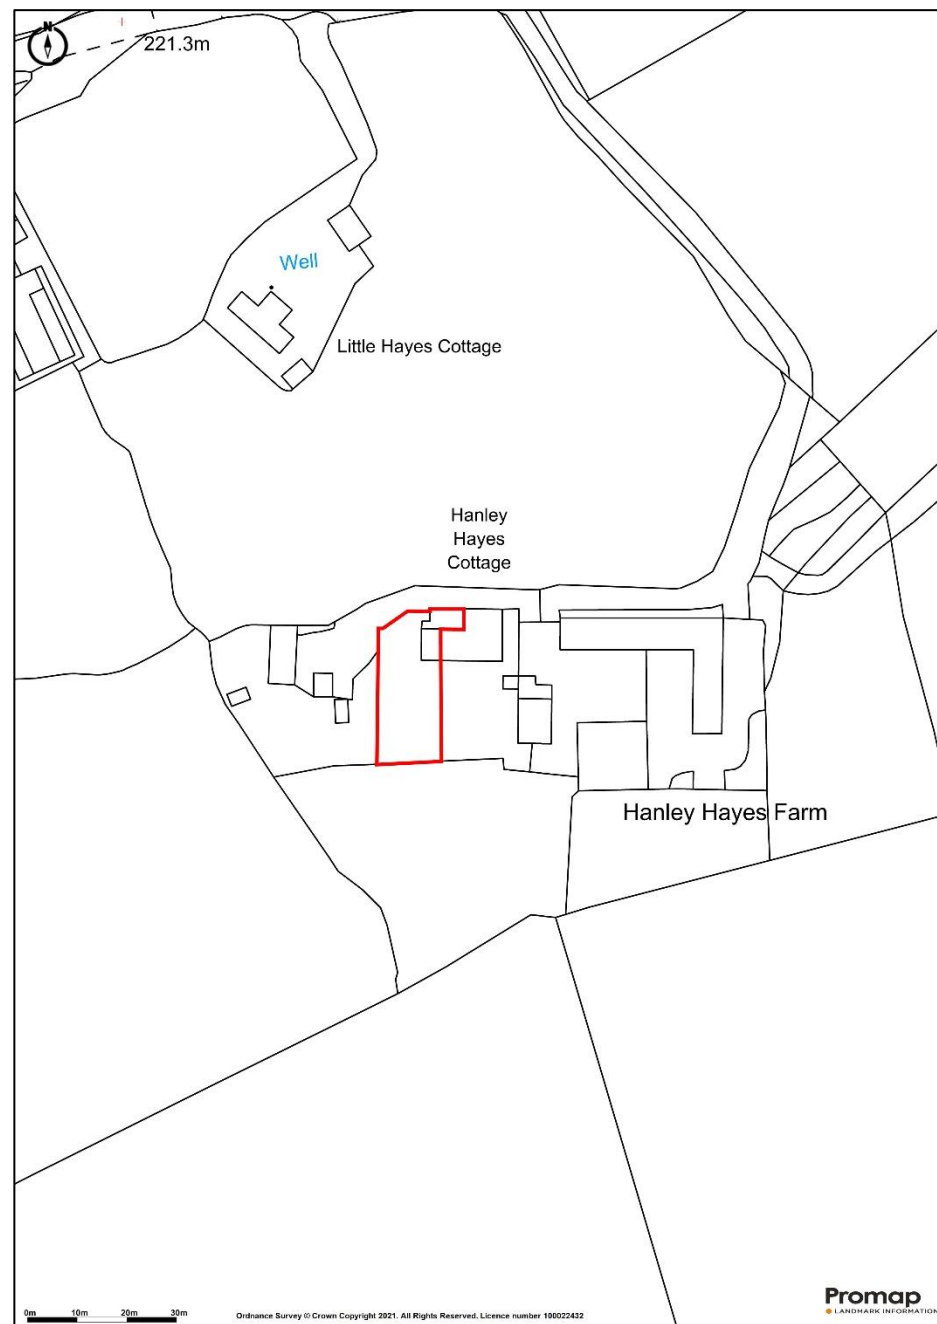 N
221.3m
Well
Little Hayes Cottage
Hanley
Hayes
Cottage
Hanley Hayes Farm
0m 10m 20m 30m
Ordnance Survey © Crown Copyright 2021. All Rights Reserved. Licence number 100022432
Promap
LANDMARK INFORMATION